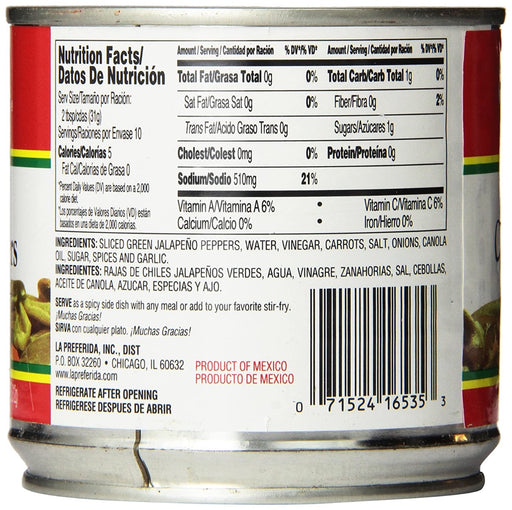 Nutrition Facts/
Datos De Nutrición
Serv Size/Tamaño por Ración:
2 tbsp/cdas (31g)
Servings/Raciones por Envase 10
Calories/Calorías 5
Fat Cal/Calorías de Grasa 0
*Percent Daily Values (DV) are based on a 2,000
calorie diet.
*Los porcentajes de Valores Diarios (VD) están
basados en una dieta de 2,000 calorías.
Amount / Serving / Cantidad por Ración % DV*/% VD*
Total Fat/Grasa Total 0g 0%
Sat Fat/Grasas Sat 0g 0%
Trans Fat/Acido Graso Trans 0g
Cholest/Colest 0mg 0%
Sodium/Sodio 510mg 21%
Amount / Serving / Cantidad por Ración % DV*/% VD*
Total Carb/Carb Total 1g 0%
Fiber/Fibra 0g 2%
Sugars/Azúcares 1g
Protein/Proteína 0g
Vitamin A/Vitamina A 6% • Vitamin C/Vitamina C 6%
Calcium/Calcio 0% • Iron/Hierro 0%
INGREDIENTS: SLICED GREEN JALAPEÑO PEPPERS, WATER, VINEGAR, CARROTS, SALT, ONIONS, CANOLA
OIL, SUGAR, SPICES AND GARLIC.
INGREDIENTES: RAJAS DE CHILES JALAPEÑOS VERDES, AGUA, VINAGRE, ZANAHORIAS, SAL, CEBOLLAS,
ACEITE DE CANOLA, AZUCAR, ESPECIAS Y AJO.
SERVE as a spicy side dish with any meal or add to your favorite stir-fry.
¡Muchas Gracias!
SIRVA con cualquier plato. ¡Muchas Gracias!
LA PREFERIDA, INC., DIST
P.O. BOX 32260 • CHICAGO, IL 60632
www.lapreferida.com
PRODUCT OF MEXICO
PRODUCTO DE MEXICO
REFRIGERATE AFTER OPENING
REFRIGERESE DESPUES DE ABRIR
0 71524 16535 3